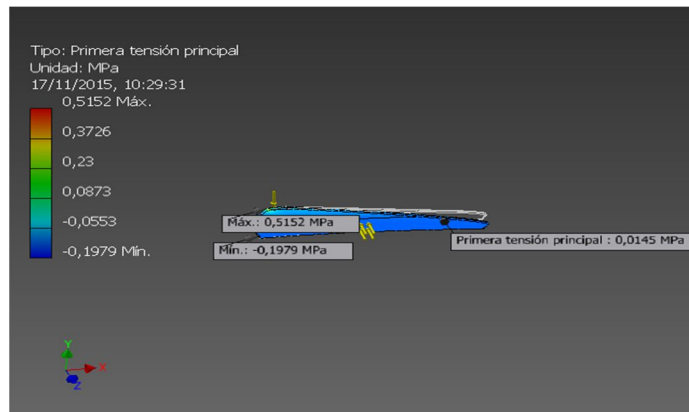 Tipo: Primera tensión principal
Unidad: MPa
17/11/2015, 10:29:31
0,5152 Máx.
0,3726
0,23
0,0873
-0,0553
-0,1979 Mín.
Máx.: 0,5152 MPa
Mín.: -0,1979 MPa
Primera tensión principal : 0,0145 MPa
Y
X
Z